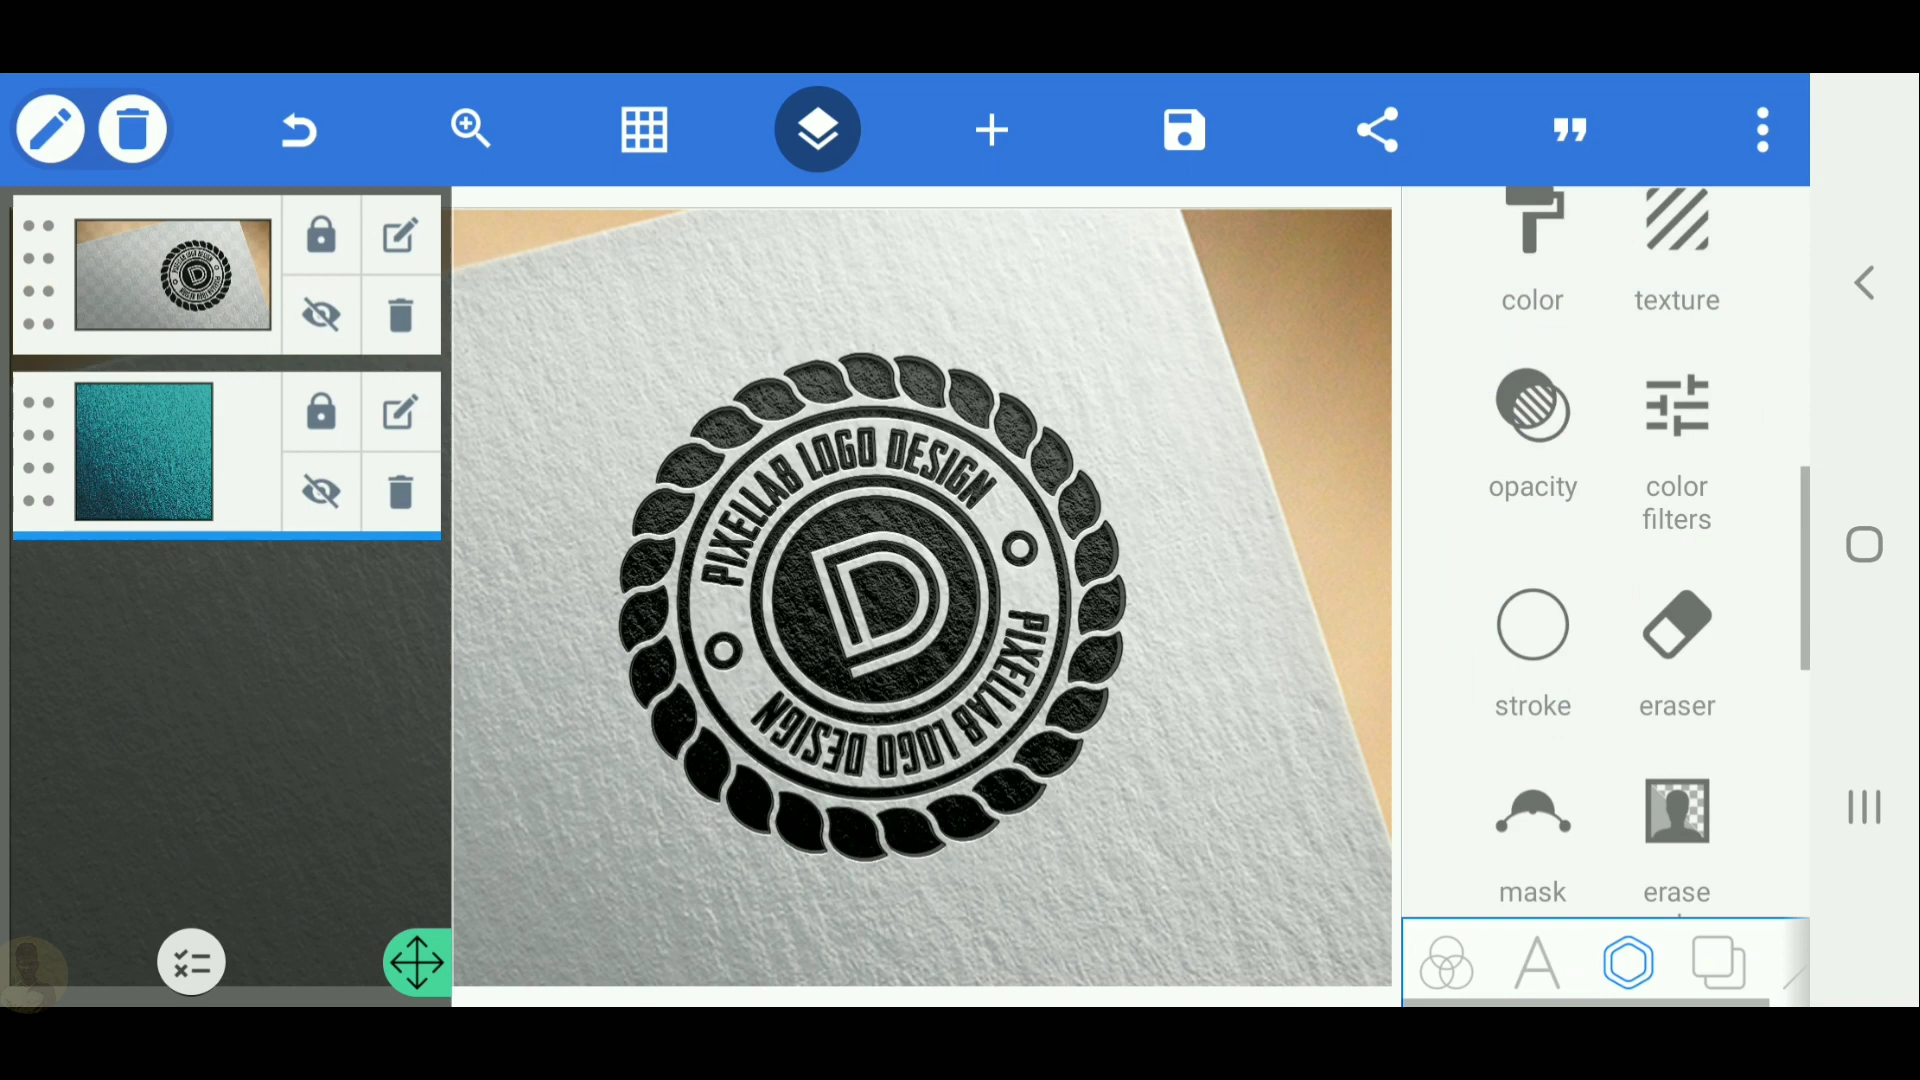 PIXELLAB LOGO DESIGN
PIXELLAB LOGO DESIGN
color
texture
opacity
color
filters
stroke
eraser
mask
erase